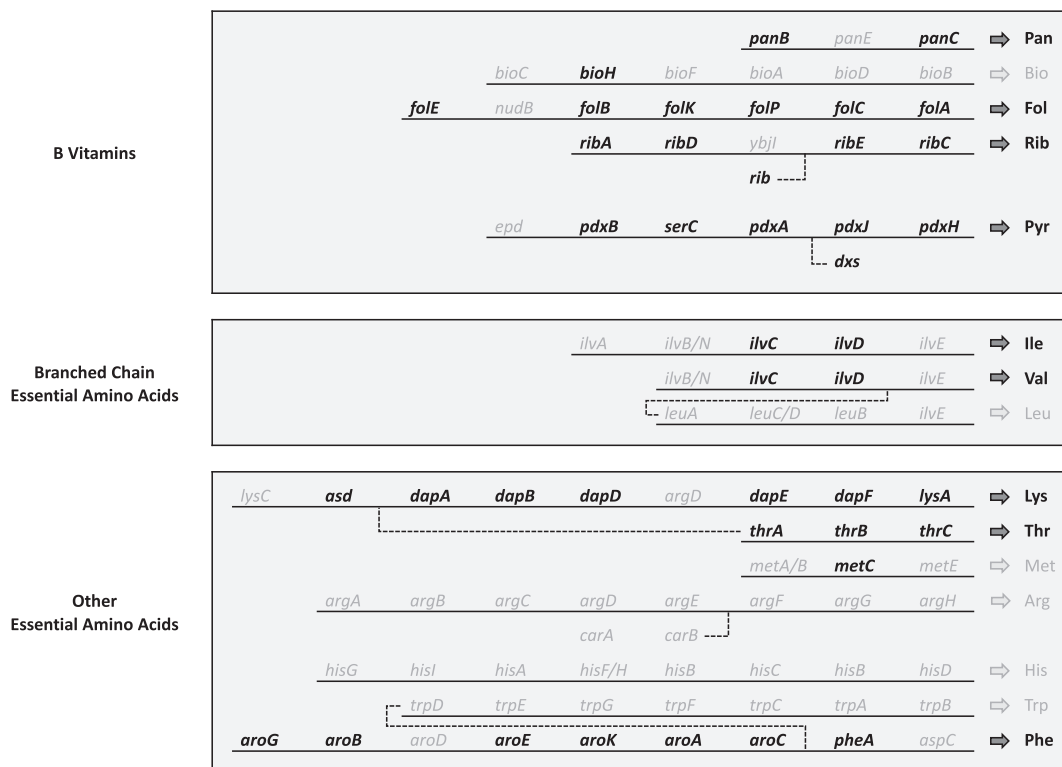 panB panE panC Pan
bioC bioH bioF bioA bioD bioB Bio
folE nudB folB folK folP folC folA Fol
B Vitamins
ribA ribD ybjI ribE ribC Rib
rib
epd pdxB serC pdxA pdxJ pdxH Pyr
dxs
ilvA ilvB/N ilvC ilvD ilvE Ile
Branched Chain
Essential Amino Acids
ilvB/N ilvC ilvD ilvE Val
leuA leuC/D leuB ilvE Leu
lysC asd dapA dapB dapD argD dapE dapF lysA Lys
thrA thrB thrC Thr
metA/B metC metE Met
Other
Essential Amino Acids
argA argB argC argD argE argF argG argH Arg
carA carB
hisG hisI hisA hisF/H hisB hisC hisB hisD His
trpD trpE trpG trpF trpC trpA trpB Trp
aroG aroB aroD aroE aroK aroA aroC pheA aspC Phe